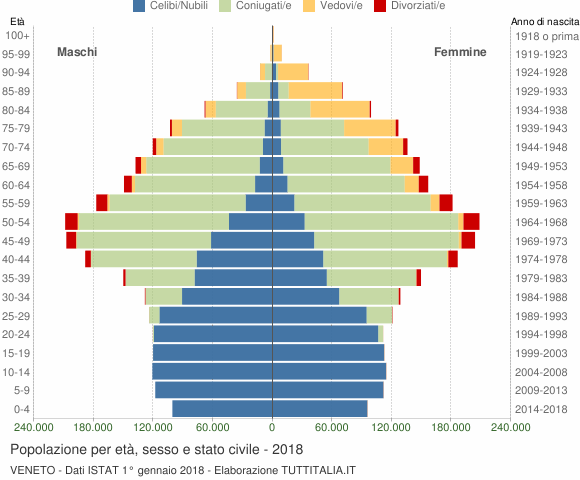 Celibi/Nubili Coniugati/e Vedovi/e Divorziati/e
Età Anno di nascita
Maschi Femmine
100+ 1918 o prima
95-99 1919-1923
90-94 1924-1928
85-89 1929-1933
80-84 1934-1938
75-79 1939-1943
70-74 1944-1948
65-69 1949-1953
60-64 1954-1958
55-59 1959-1963
50-54 1964-1968
45-49 1969-1973
40-44 1974-1978
35-39 1979-1983
30-34 1984-1988
25-29 1989-1993
20-24 1994-1998
15-19 1999-2003
10-14 2004-2008
5-9 2009-2013
0-4 2014-2018
240.000 180.000 120.000 60.000 0 60.000 120.000 180.000 240.000
Popolazione per età, sesso e stato civile - 2018
VENETO - Dati ISTAT 1° gennaio 2018 - Elaborazione TUTTITALIA.IT